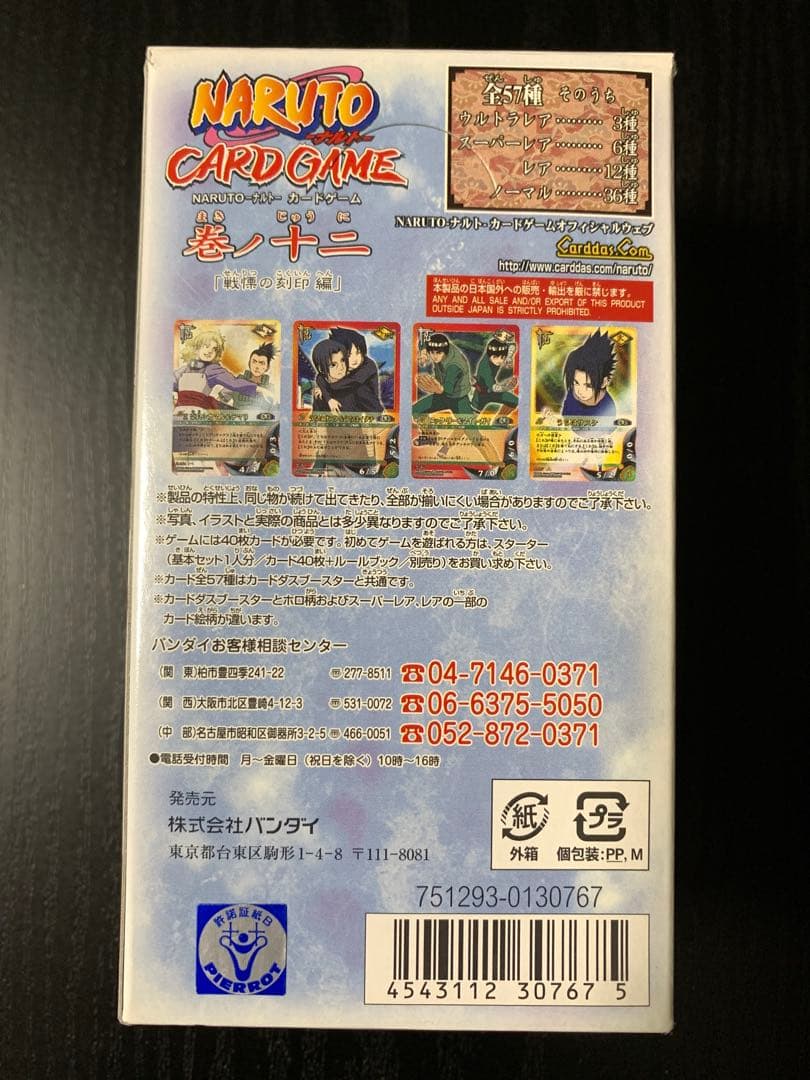 NARUTO
-ナルト-
CARD GAME
NARUTO-ナルト- カードゲーム
巻ノ十二
「戦慄の刻印 編」
全57種 そのうち
ウルトラレア………3種
スーパーレア………6種
レア………12種
ノーマル………36種
NARUTO-ナルト-カードゲームオフィシャルウェブ
Carddas.Com
http://www.carddas.com/naruto/
本製品の日本国外への販売・輸出を厳に禁じます。
ANY AND ALL SALE AND/OR EXPORT OF THIS PRODUCT
OUTSIDE JAPAN IS STRICTLY PROHIBITED.
うちはサスケ
※製品の特性上、同じ物が続けて出てきたり、全部が揃いにくい場合がありますのでご了承下さい。
※写真、イラストと実際の商品とは多少異なりますのでご了承下さい。
※ゲームには40枚カードが必要です。初めてゲームを遊ばれる方は、スターター
（基本セット1人分／カード40枚＋ルールブック／別売り）をお買い求め下さい。
※カード全57種はカードダスブースターと共通です。
※カードダスブースターとホロ柄およびスーパーレア、レアの一部の
カード絵柄が違います。
バンダイお客様相談センター
（関　東）柏市豊四季241-22 〠277-8511 ☎04-7146-0371
（関　西）大阪市北区豊崎4-12-3 〠531-0072 ☎06-6375-5050
（中　部）名古屋市昭和区御器所3-2-5 〠466-0051 ☎052-872-0371
●電話受付時間　月～金曜日（祝日を除く）10時～16時
発売元
株式会社バンダイ
東京都台東区駒形1-4-8 〒111-8081
紙
外箱
プラ
個包装:PP, M
751293-0130767
許諾証紙B
PIERROT
4543112 307675